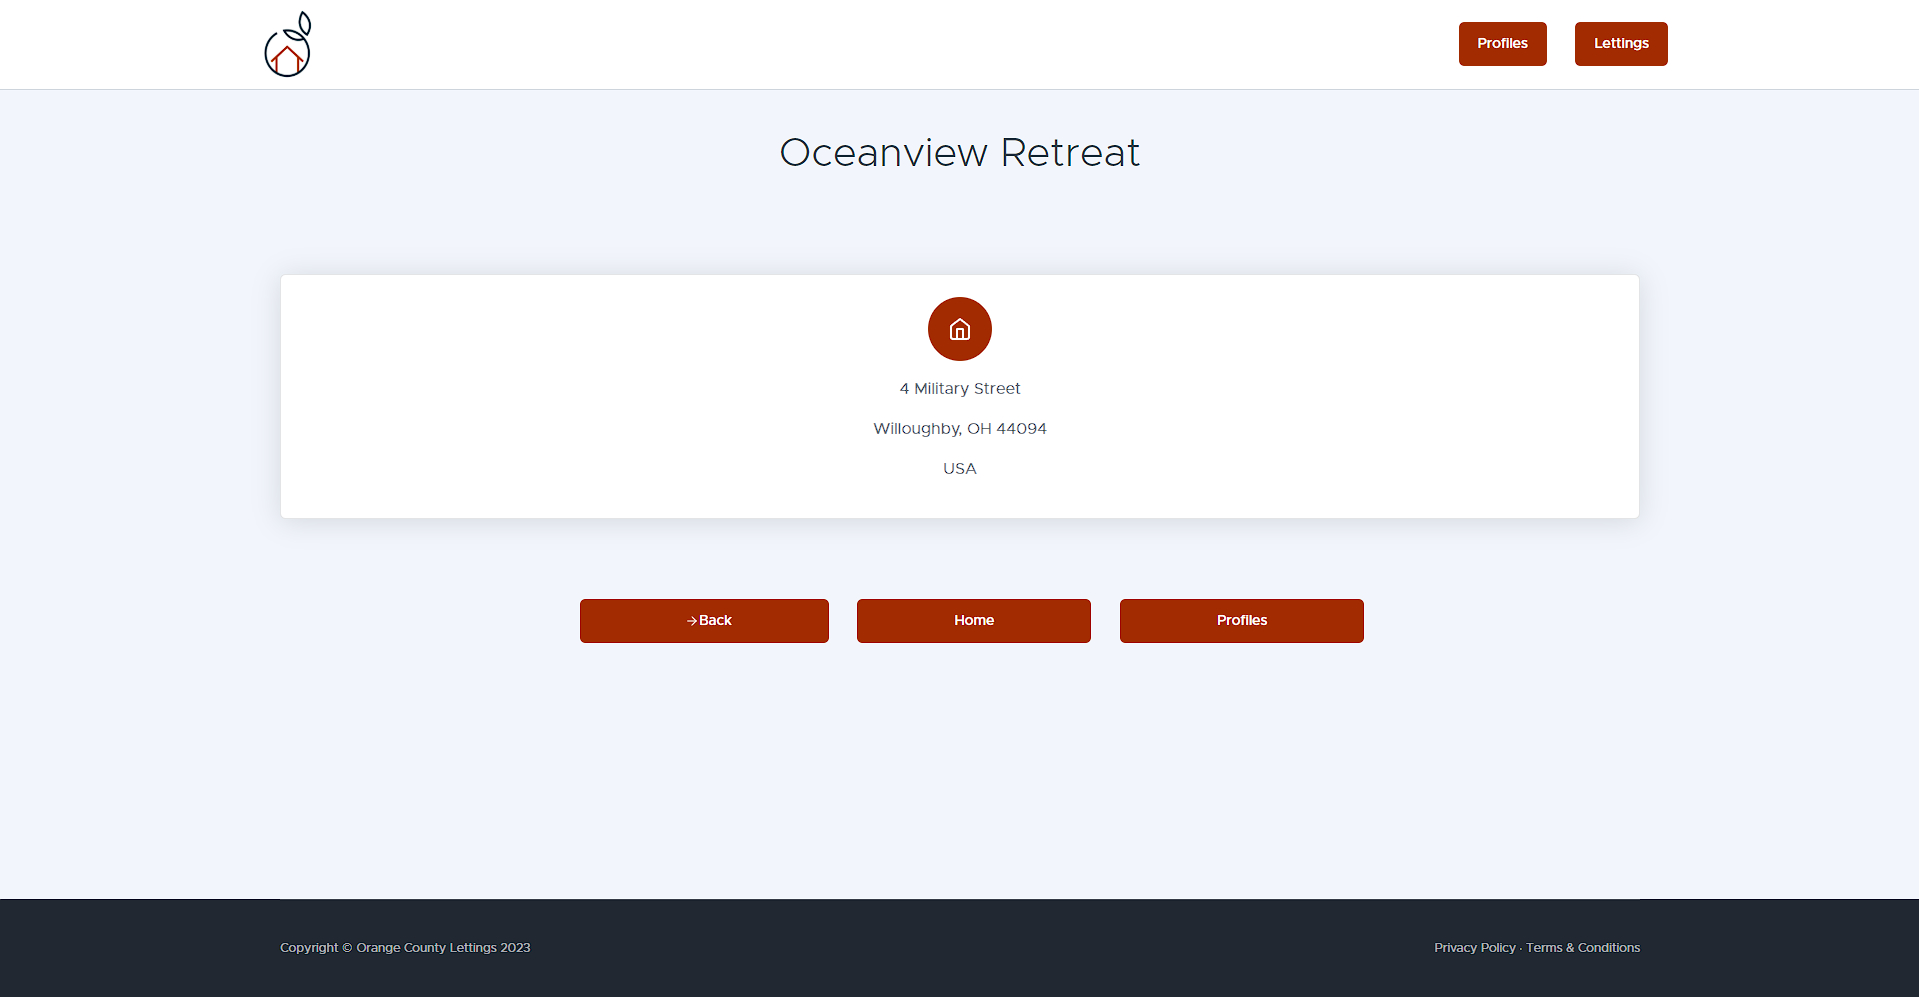 Profiles Lettings
Oceanview Retreat
4 Military Street
Willoughby, OH 44094
USA
→Back Home Profiles
Copyright © Orange County Lettings 2023 Privacy Policy · Terms & Conditions